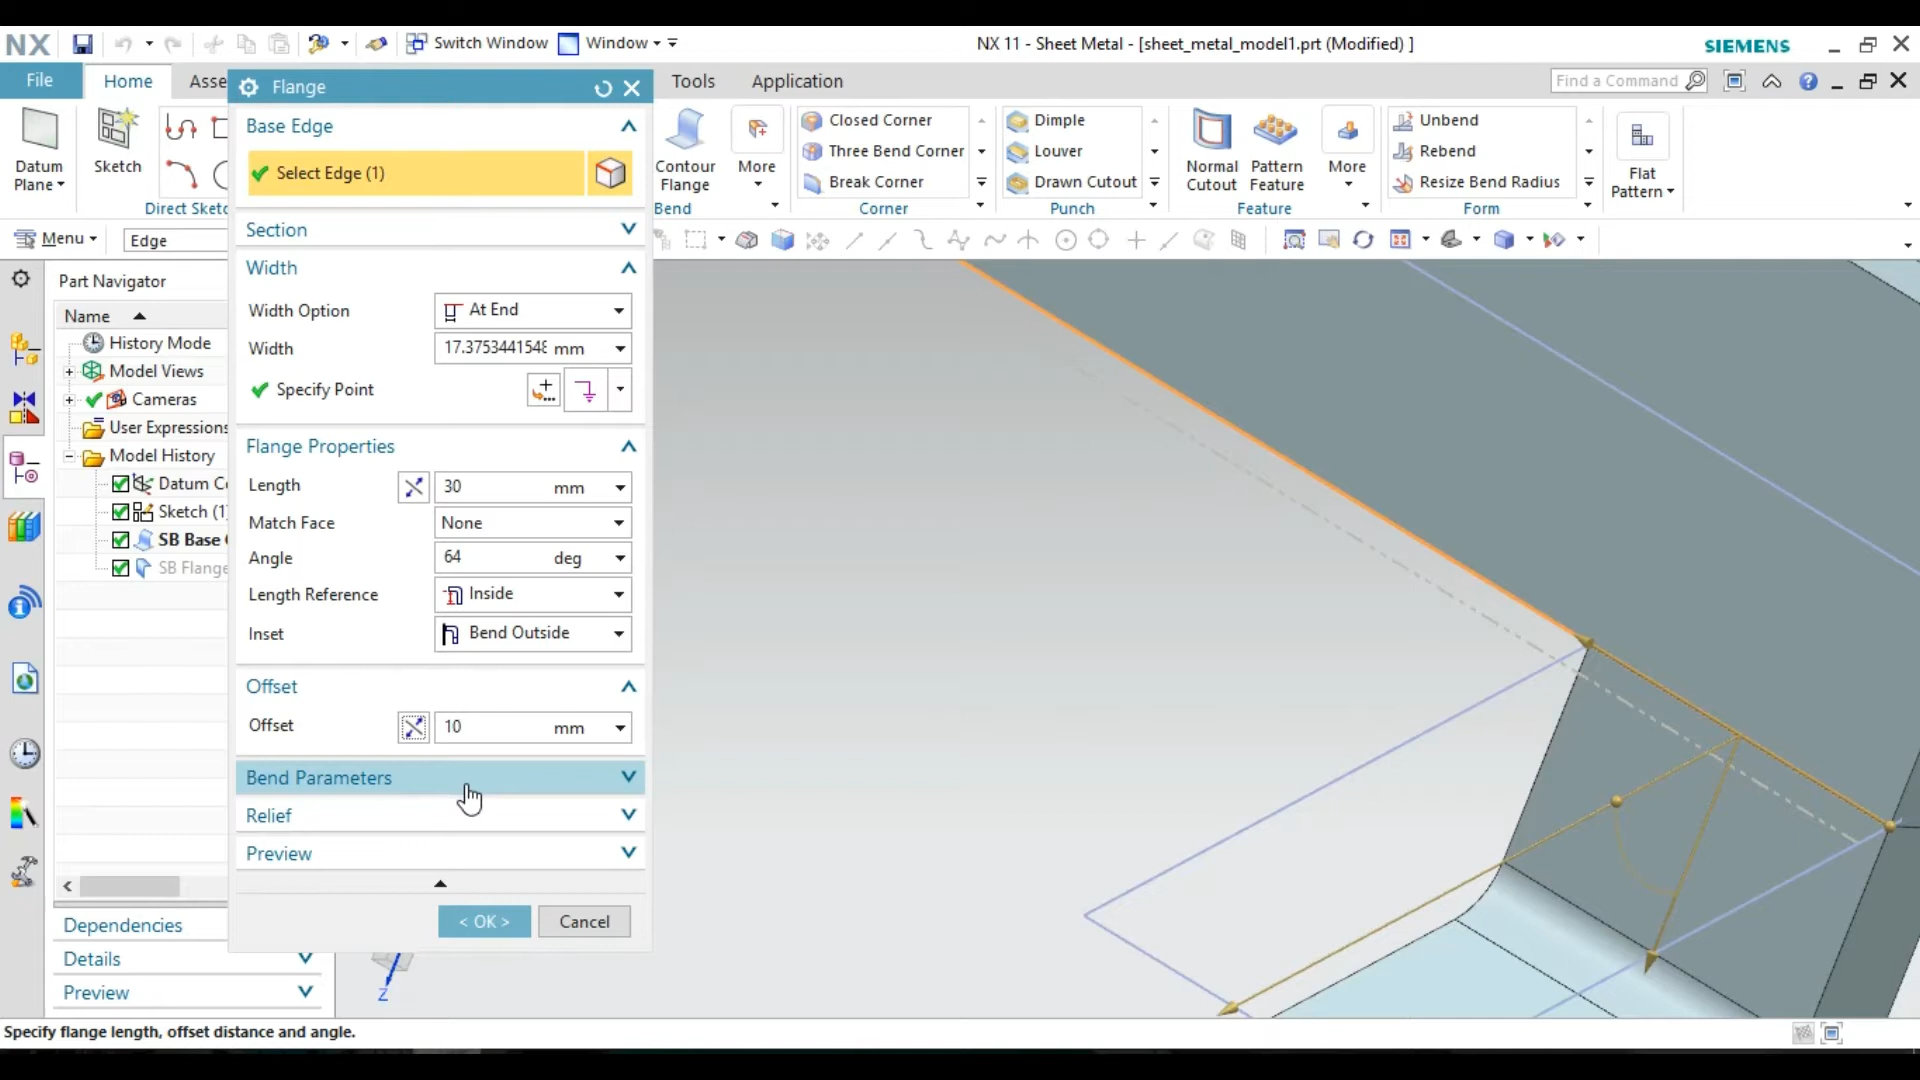 NX
Switch Window
Window
NX 11 - Sheet Metal - [sheet_metal_model1.prt (Modified) ]
SIEMENS
File
Home
Asse
Tools
Application
Find a Command
Datum
Plane
Sketch
Direct Sketc
Contour
Flange
More
Bend
Closed Corner
Three Bend Corner
Break Corner
Corner
Dimple
Louver
Drawn Cutout
Punch
Normal
Cutout
Pattern
Feature
More
Feature
Unbend
Rebend
Resize Bend Radius
Form
Flat
Pattern
Menu
Edge
Part Navigator
Name
History Mode
Model Views
Cameras
User Expressions
Model History
Datum C
Sketch (1)
SB Base
SB Flange
Dependencies
Details
Preview
Flange
Base Edge
Select Edge (1)
Section
Width
Width Option
At End
Width
17.3753441548 mm
Specify Point
Flange Properties
Length
30 mm
Match Face
None
Angle
64 deg
Length Reference
Inside
Inset
Bend Outside
Offset
Offset
10 mm
Bend Parameters
Relief
Preview
< OK >
Cancel
Z
Specify flange length, offset distance and angle.